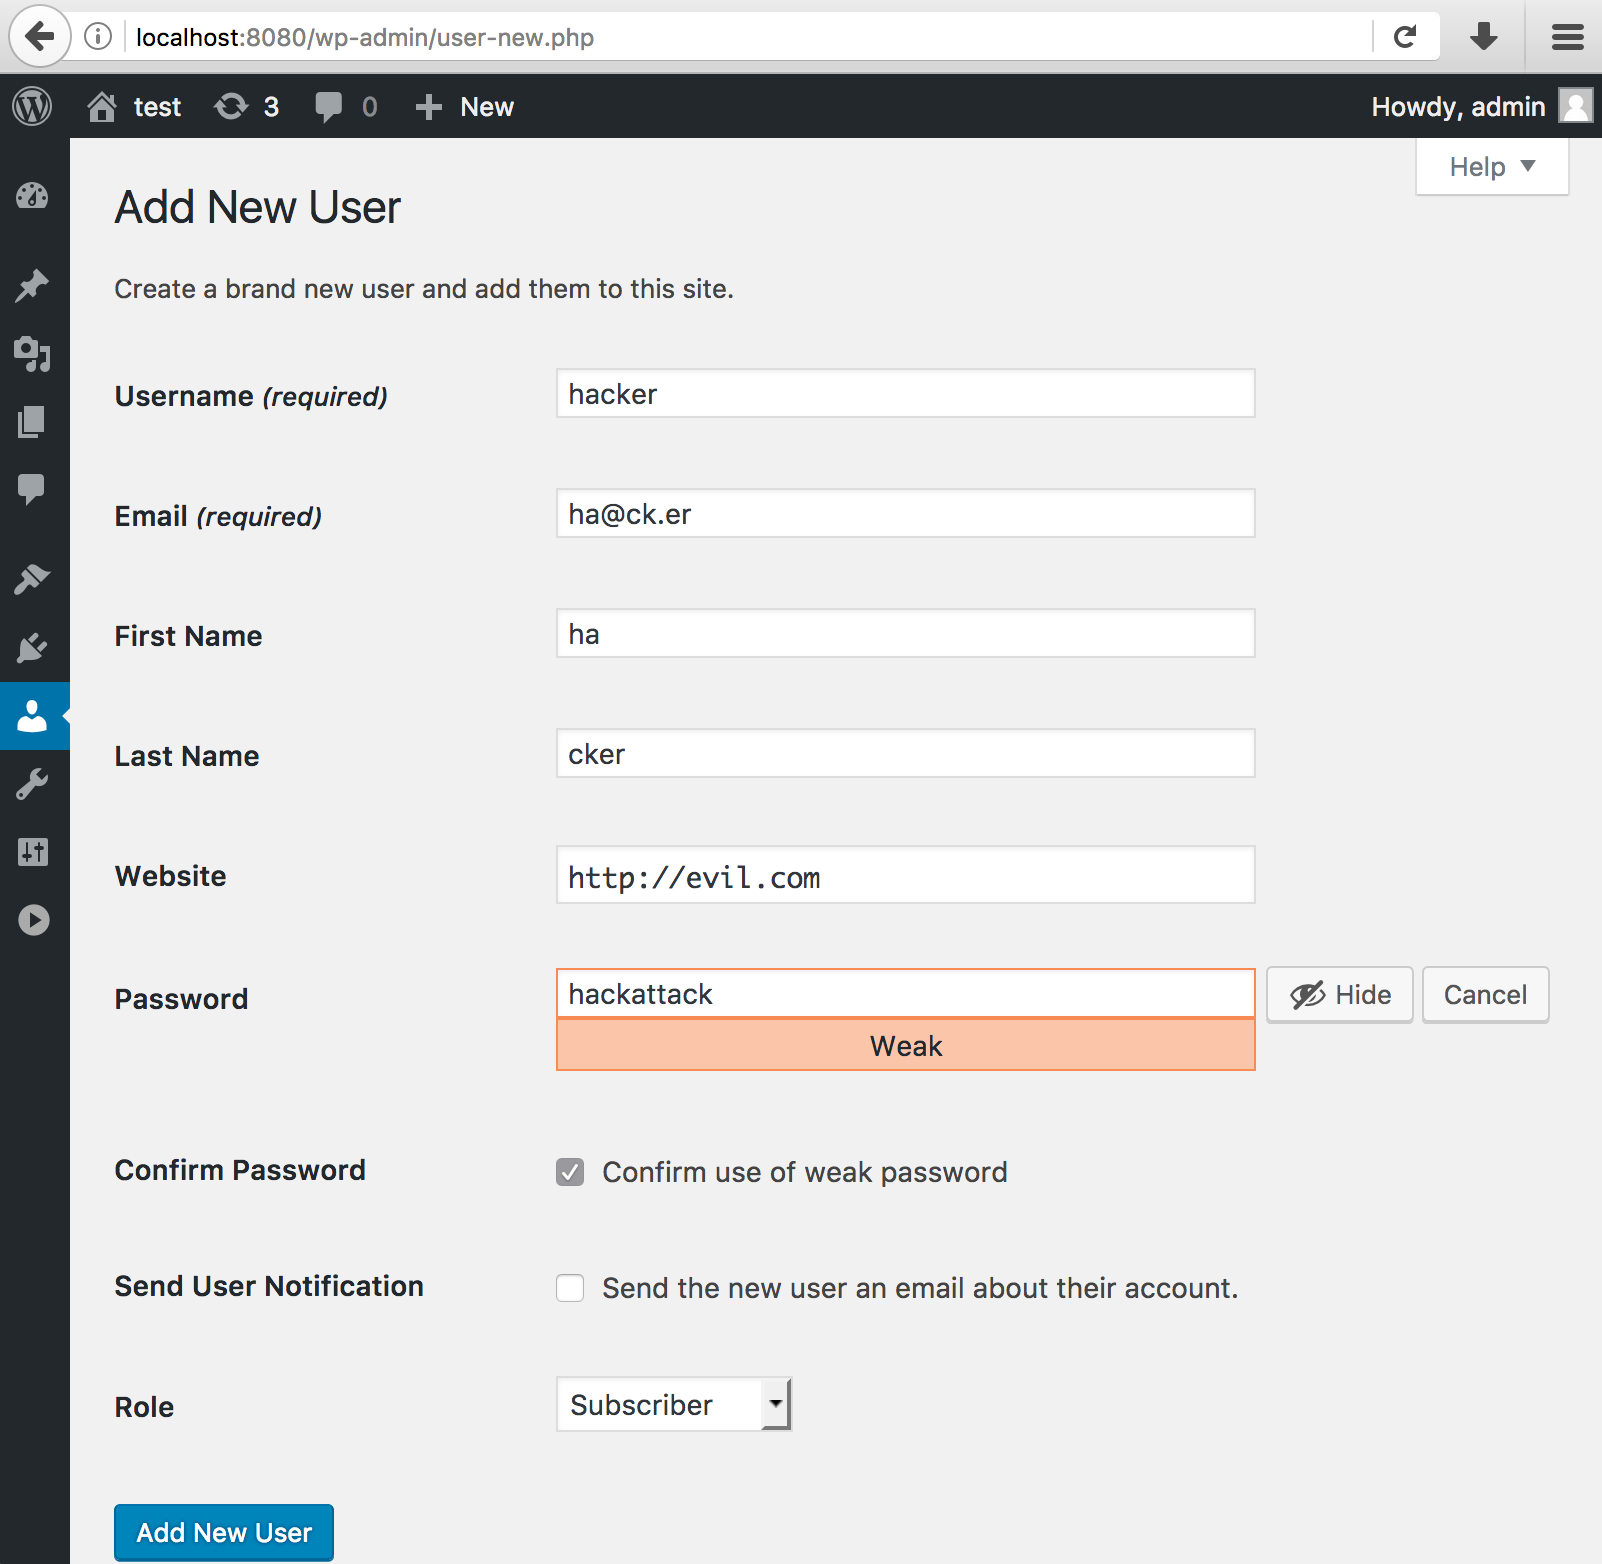 localhost:8080/wp-admin/user-new.php
test 3 0 New Howdy, admin
Help
Add New User
Create a brand new user and add them to this site.
Username (required) hacker
Email (required) ha@ck.er
First Name ha
Last Name cker
Website http://evil.com
Password hackattack Hide Cancel
Weak
Confirm Password Confirm use of weak password
Send User Notification Send the new user an email about their account.
Role Subscriber
Add New User